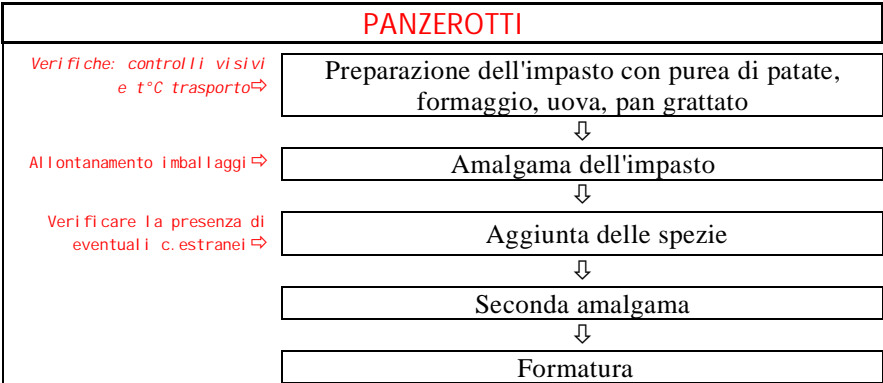 PANZEROTTI
Verifiche: controlli visivi
e t°C trasporto⇨
Preparazione dell'impasto con purea di patate,
formaggio, uova, pan grattato
⇩
Allontanamento imballaggi⇨
Amalgama dell'impasto
⇩
Verificare la presenza di
eventuali c.estranei⇨
Aggiunta delle spezie
⇩
Seconda amalgama
⇩
Formatura